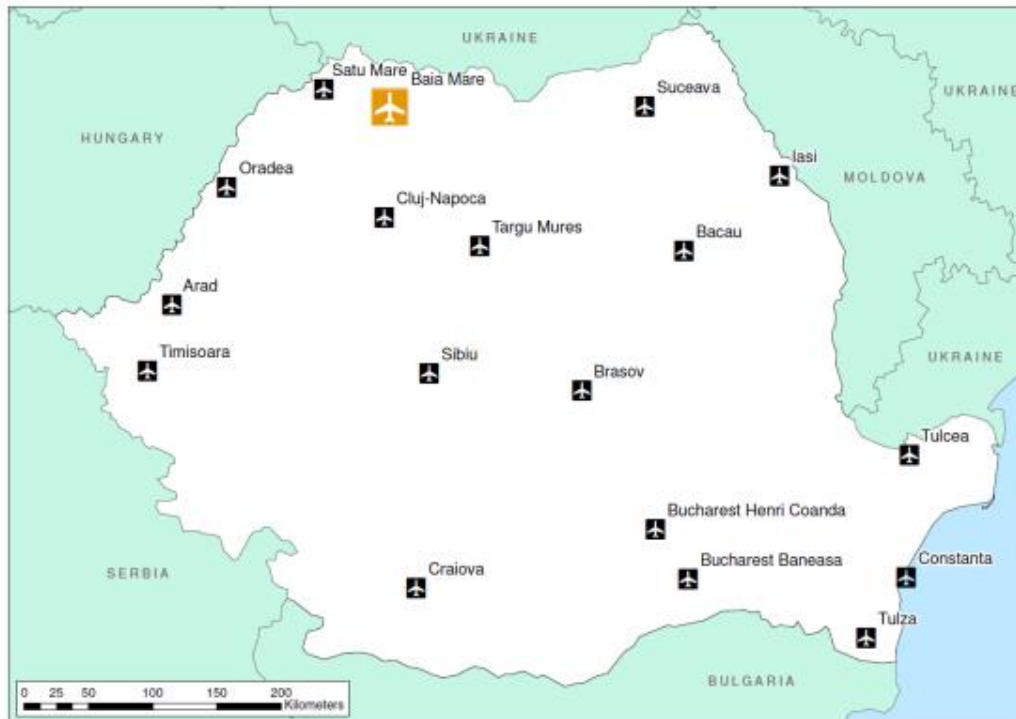 UKRAINE
Satu Mare
Baia Mare
Suceava
UKRAINE
HUNGARY
Oradea
Iasi
MOLDOVA
Cluj-Napoca
Targu Mures
Bacau
Arad
Timisoara
Sibiu
Brasov
UKRAINE
Tulcea
Bucharest Henri Coanda
SERBIA
Craiova
Bucharest Baneasa
Constanta
Tulza
BULGARIA
0 25 50 100 150 200
Kilometers